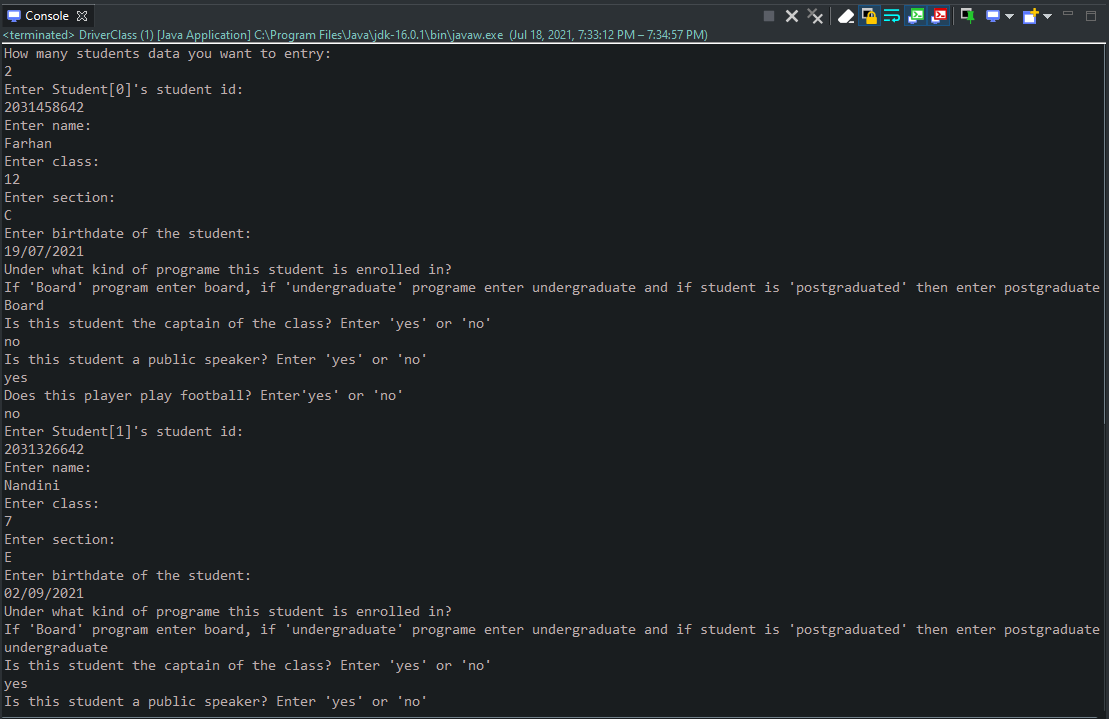 Console
<terminated> DriverClass (1) [Java Application] C:\Program Files\Java\jdk-16.0.1\bin\javaw.exe (Jul 18, 2021, 7:33:12 PM – 7:34:57 PM)
How many students data you want to entry:
2
Enter Student[0]'s student id:
2031458642
Enter name:
Farhan
Enter class:
12
Enter section:
C
Enter birthdate of the student:
19/07/2021
Under what kind of programe this student is enrolled in?
If 'Board' program enter board, if 'undergraduate' programe enter undergraduate and if student is 'postgraduated' then enter postgraduate
Board
Is this student the captain of the class? Enter 'yes' or 'no'
no
Is this student a public speaker? Enter 'yes' or 'no'
yes
Does this player play football? Enter'yes' or 'no'
no
Enter Student[1]'s student id:
2031326642
Enter name:
Nandini
Enter class:
7
Enter section:
E
Enter birthdate of the student:
02/09/2021
Under what kind of programe this student is enrolled in?
If 'Board' program enter board, if 'undergraduate' programe enter undergraduate and if student is 'postgraduated' then enter postgraduate
undergraduate
Is this student the captain of the class? Enter 'yes' or 'no'
yes
Is this student a public speaker? Enter 'yes' or 'no'